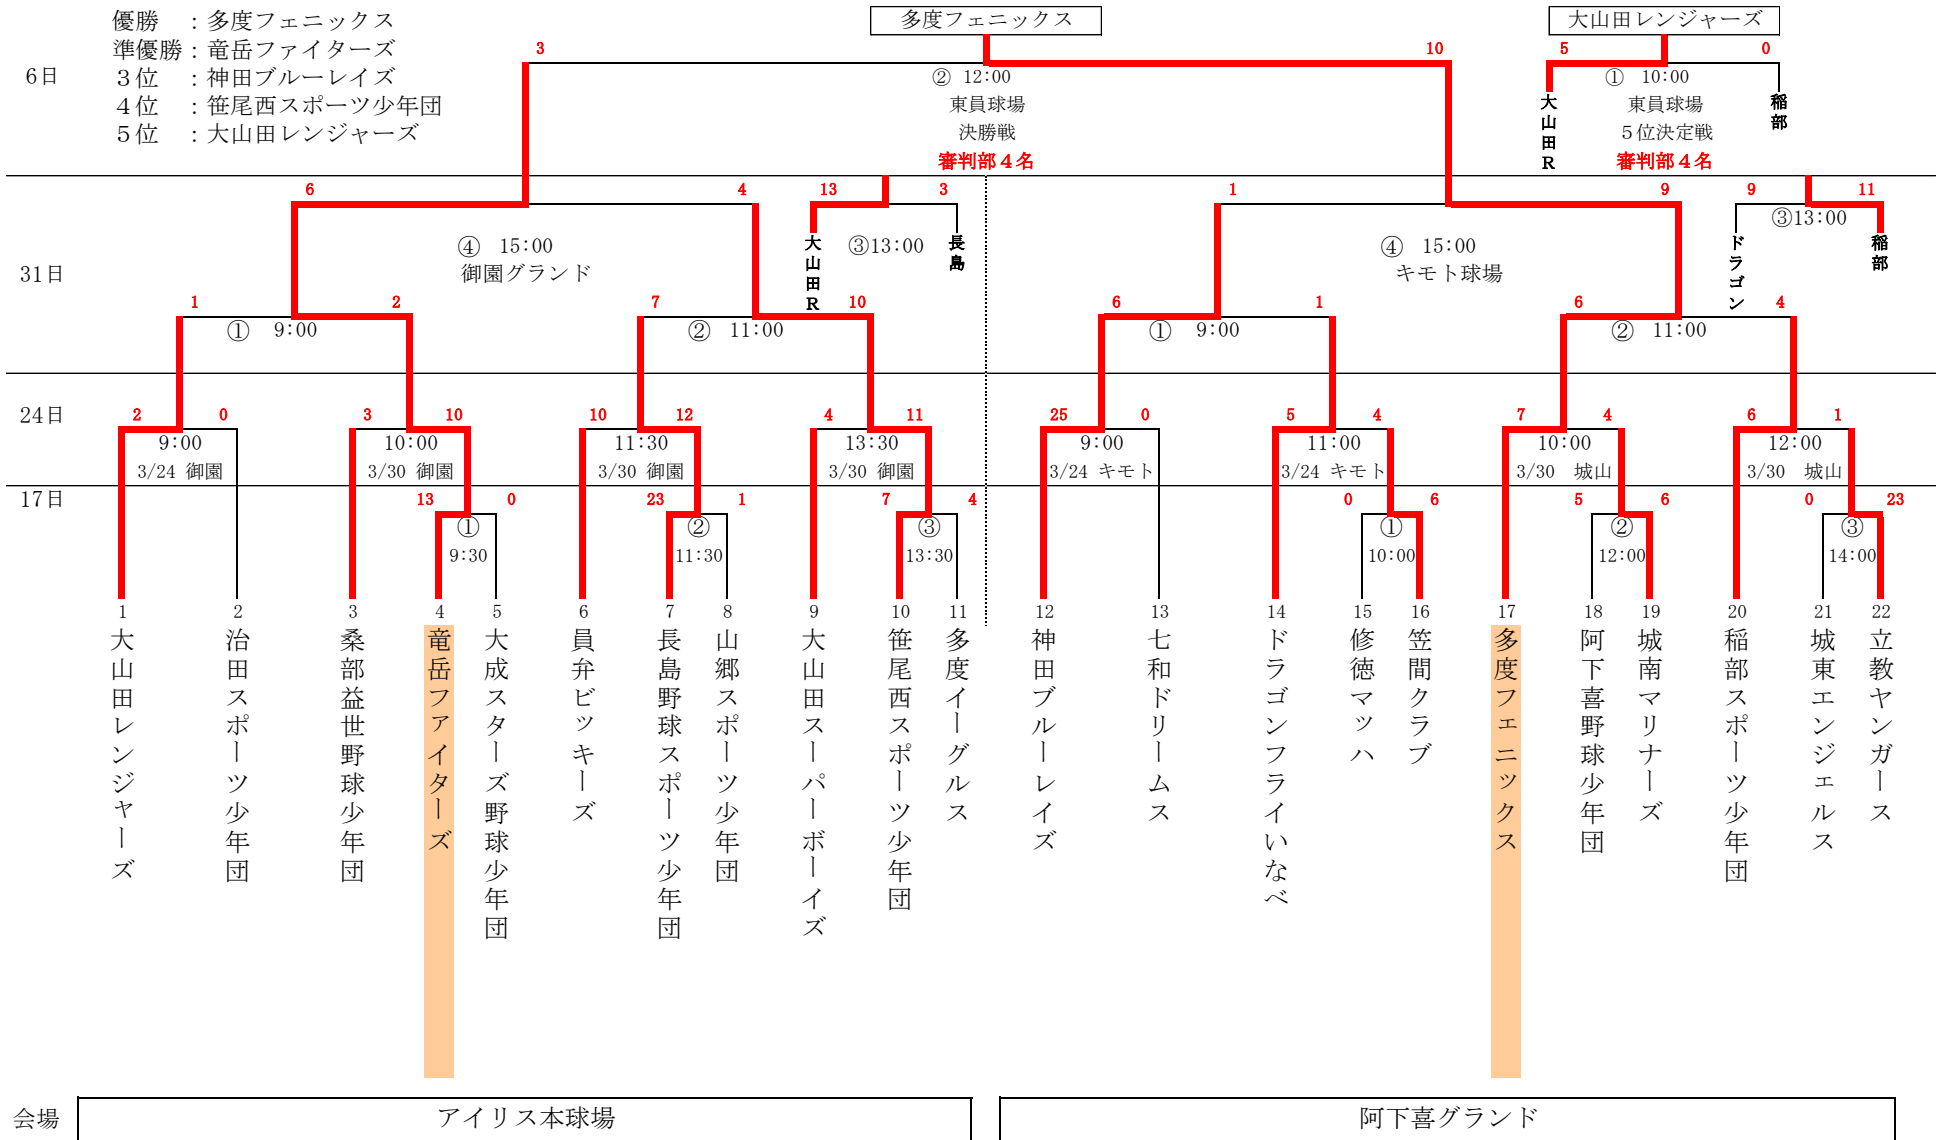 優勝　：多度フェニックス
準優勝：竜岳ファイターズ
３位　：神田ブルーレイズ
４位　：笹尾西スポーツ少年団
５位　：大山田レンジャーズ
多度フェニックス
大山田レンジャーズ
6日
3
10
② 12:00
東員球場
決勝戦
審判部４名
5
0
① 10:00
東員球場
５位決定戦
審判部４名
大山田R
稲部
31日
6
4
④ 15:00
御園グランド
13
3
③13:00
大山田R
長島
1
9
④ 15:00
キモト球場
9
11
③13:00
ドラゴン
稲部
1
2
① 9:00
7
10
② 11:00
6
1
① 9:00
6
4
② 11:00
24日
2
0
9:00
3/24 御園
3
10
10:00
3/30 御園
10
12
11:30
3/30 御園
4
11
13:30
3/30 御園
25
0
9:00
3/24 キモト
5
4
11:00
3/24 キモト
7
4
10:00
3/30 城山
6
1
12:00
3/30 城山
17日
13
0
①
9:30
23
1
②
11:30
7
4
③
13:30
0
6
①
10:00
5
6
②
12:00
0
23
③
14:00
1 大山田レンジャーズ
2 治田スポーツ少年団
3 桑部益世野球少年団
4 竜岳ファイターズ
5 大成スターズ野球少年団
6 員弁ビッキーズ
7 長島野球スポーツ少年団
8 山郷スポーツ少年団
9 大山田スーパーボーイズ
10 笹尾西スポーツ少年団
11 多度イーグルス
12 神田ブルーレイズ
13 七和ドリームス
14 ドラゴンフライいなべ
15 修徳マッハ
16 笠間クラブ
17 多度フェニックス
18 阿下喜野球少年団
19 城南マリナーズ
20 稲部スポーツ少年団
21 城東エンジェルス
22 立教ヤンガース
会場
アイリス本球場
阿下喜グランド